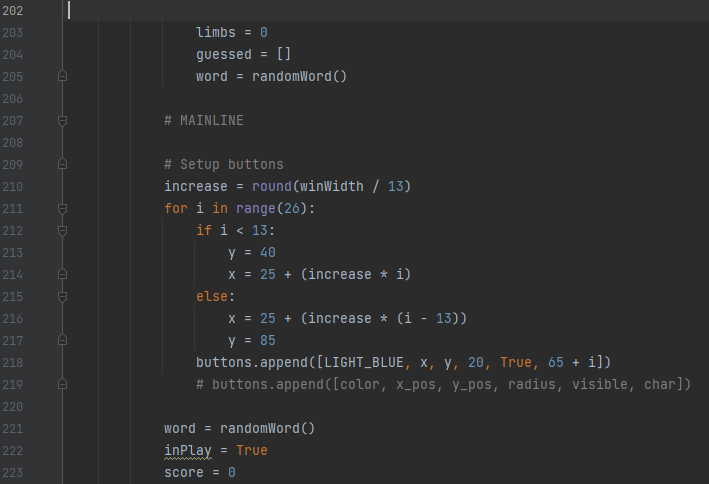 202
203 limbs = 0
204 guessed = []
205 word = randomWord()
206
207 # MAINLINE
208
209 # Setup buttons
210 increase = round(winWidth / 13)
211 for i in range(26):
212 if i < 13:
213 y = 40
214 x = 25 + (increase * i)
215 else:
216 x = 25 + (increase * (i - 13))
217 y = 85
218 buttons.append([LIGHT_BLUE, x, y, 20, True, 65 + i])
219 # buttons.append([color, x_pos, y_pos, radius, visible, char])
220
221 word = randomWord()
222 inPlay = True
223 score = 0